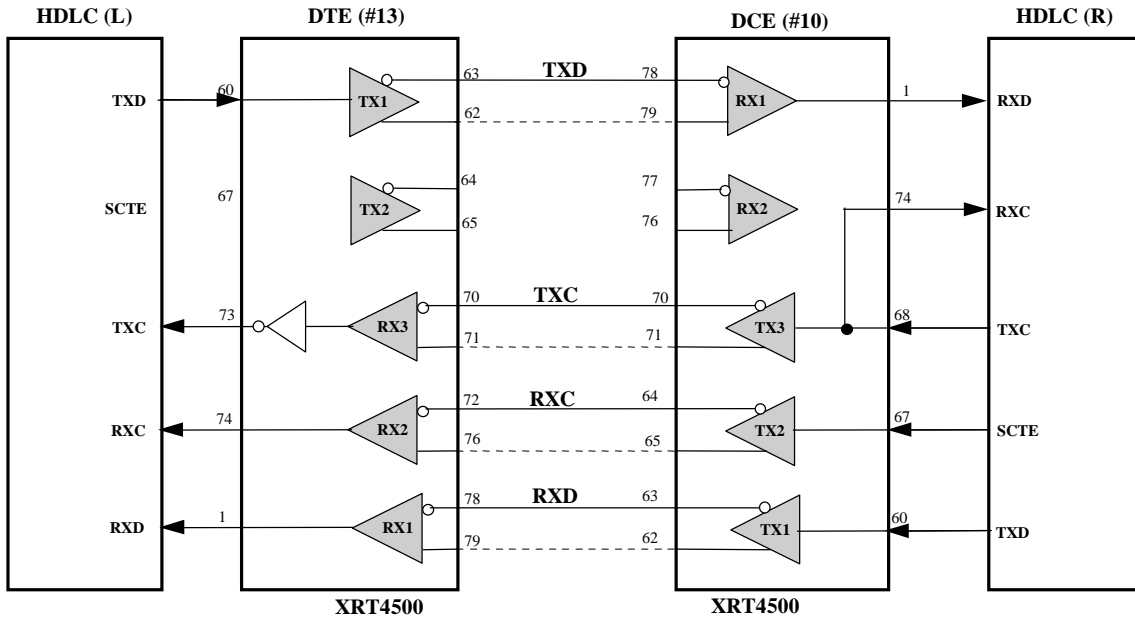 HDLC (L) DTE (#13) DCE (#10) HDLC (R)
63 TXD 78
TXD 60 TX1 RX1 1 RXD
62 79
64 77
67 74
SCTE TX2 RX2 RXC
65 76
70 TXC 70
TXC 73 RX3 TX3 68 TXC
71 71
72 RXC 64
RXC 74 RX2 TX2 67 SCTE
76 65
78 RXD 63
RXD 1 RX1 TX1 60 TXD
79 62
XRT4500 XRT4500